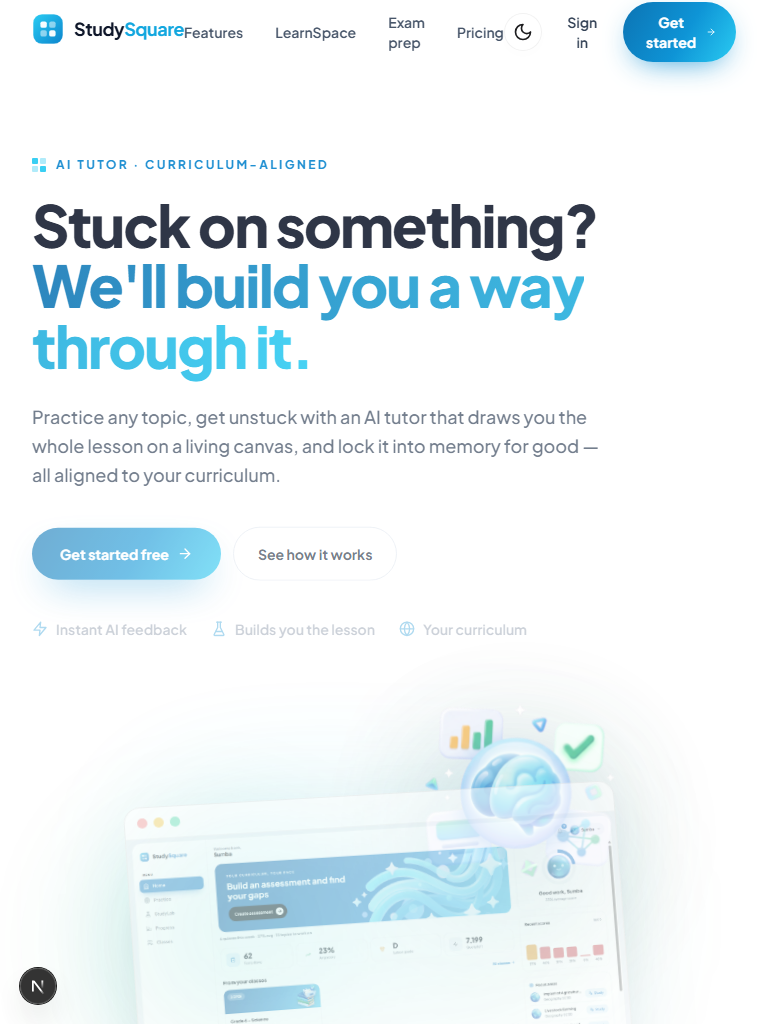 StudySquare
Features
LearnSpace
Exam prep
Pricing
Sign in
Get started
AI TUTOR · CURRICULUM-ALIGNED
Stuck on something?
We'll build you a way
through it.
Practice any topic, get unstuck with an AI tutor that draws you the
whole lesson on a living canvas, and lock it into memory for good —
all aligned to your curriculum.
Get started free
See how it works
Instant AI feedback
Builds you the lesson
Your curriculum
StudySquare
Home
Build an assessment and find
your gaps
Create assessment
62
23%
D
7,199
N